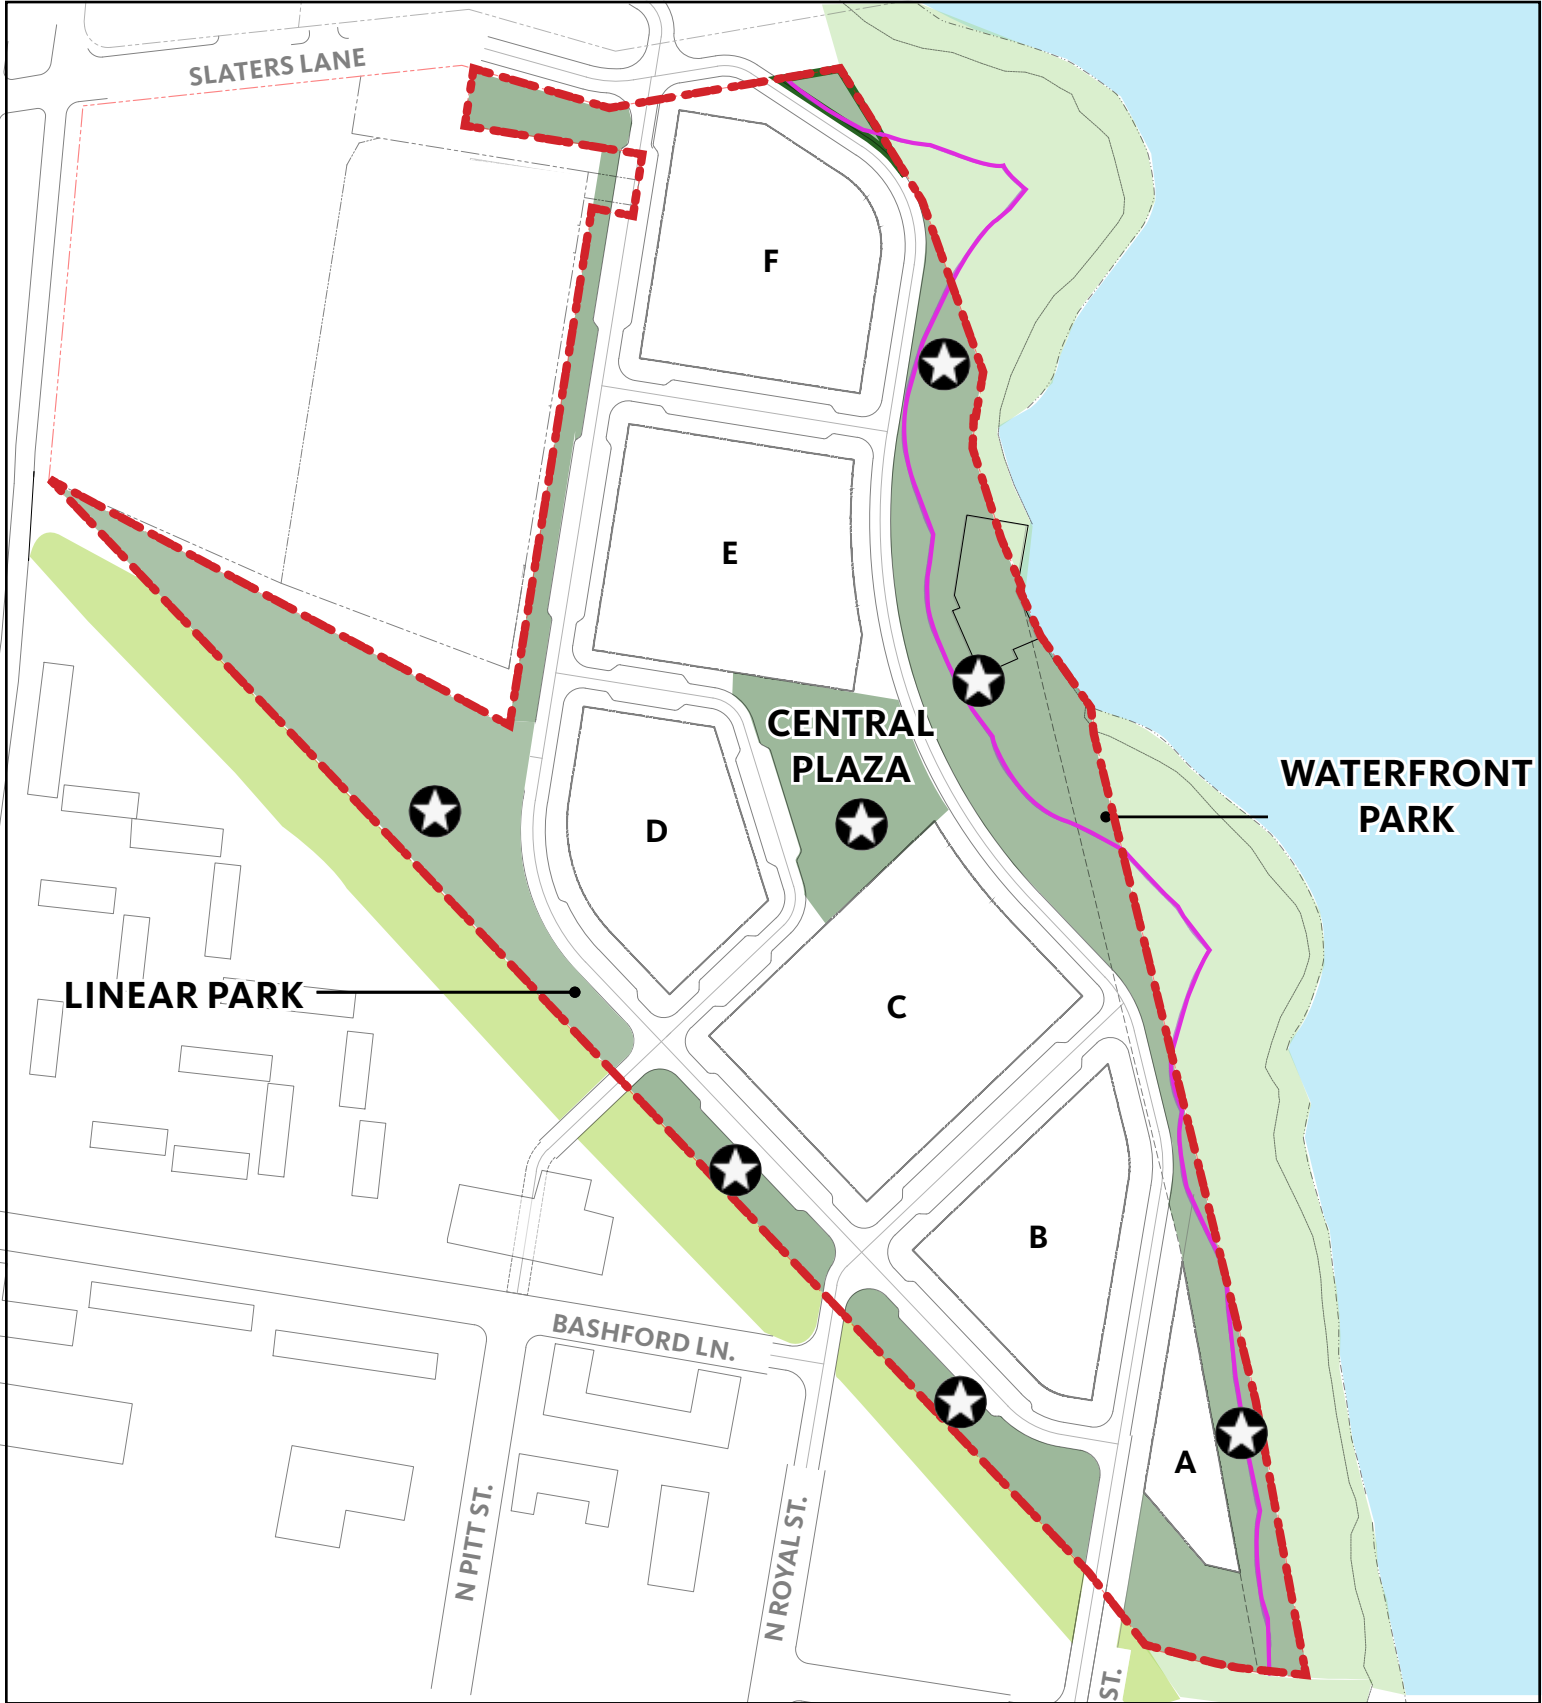 SLATERS LANE
F
E
CENTRAL
PLAZA
WATERFRONT
PARK
D
LINEAR PARK
C
B
BASHFORD LN.
A
N PITT ST.
N ROYAL ST.
ST.